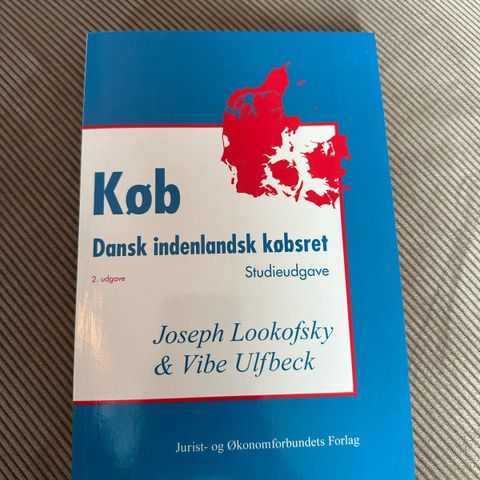 Køb
Dansk indenlandsk købsret
2. udgave
Studieudgave
Joseph Lookofsky
& Vibe Ulfbeck
Jurist- og Økonomforbundets Forlag